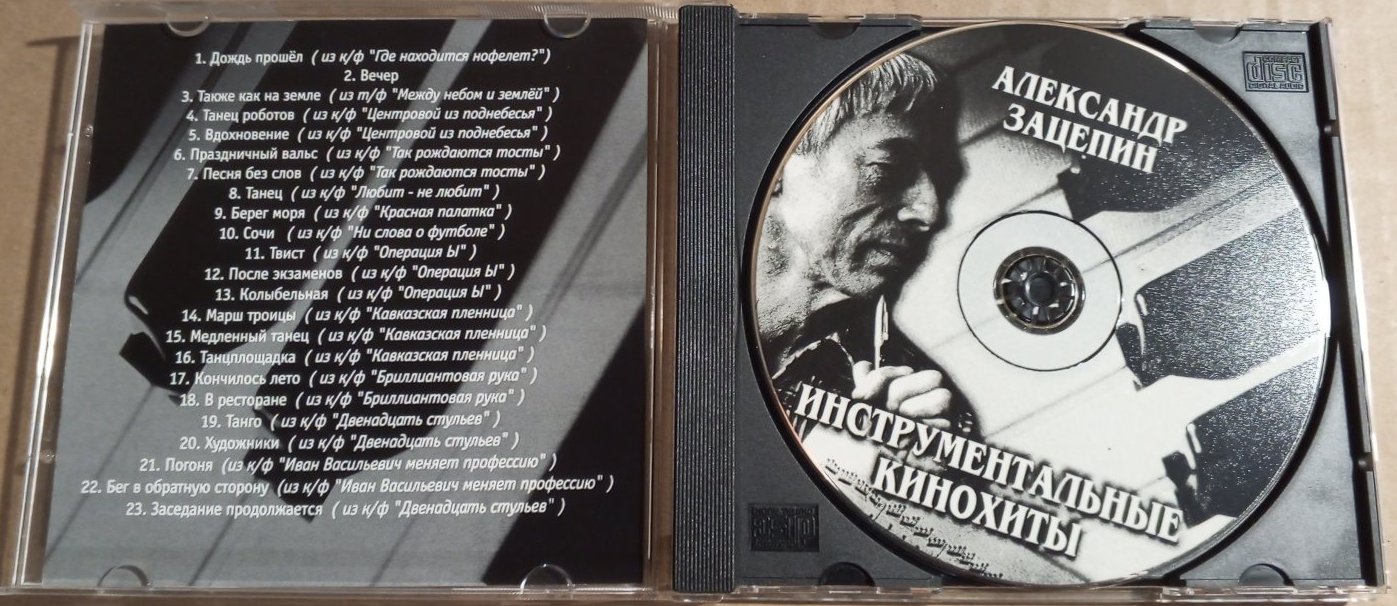 1. Дождь прошёл ( из к/ф "Где находится нофелет?")
2. Вечер
3. Также как на земле ( из т/ф "Между небом и землёй" )
4. Танец роботов ( из к/ф "Центровой из поднебесья" )
5. Вдохновение ( из к/ф "Центровой из поднебесья" )
6. Праздничный вальс ( из к/ф "Так рождаются тосты" )
7. Песня без слов ( из к/ф "Так рождаются тосты" )
8. Танец ( из к/ф "Любит - не любит" )
9. Берег моря ( из к/ф "Красная палатка" )
10. Сочи ( из к/ф "Ни слова о футболе" )
11. Твист ( из к/ф "Операция Ы" )
12. После экзаменов ( из к/ф "Операция Ы" )
13. Колыбельная ( из к/ф "Операция Ы" )
14. Марш троицы ( из к/ф "Кавказская пленница" )
15. Медленный танец ( из к/ф "Кавказская пленница" )
16. Танцплощадка ( из к/ф "Кавказская пленница" )
17. Кончилось лето ( из к/ф "Бриллиантовая рука" )
18. В ресторане ( из к/ф "Бриллиантовая рука" )
19. Танго ( из к/ф "Двенадцать стульев" )
20. Художники ( из к/ф "Двенадцать стульев" )
21. Погоня (из к/ф "Иван Васильевич меняет профессию" )
22. Бег в обратную сторону (из к/ф "Иван Васильевич меняет профессию" )
23. Заседание продолжается ( из к/ф "Двенадцать стульев" )
АЛЕКСАНДР
ЗАЦЕПИН
ИНСТРУМЕНТАЛЬНЫЕ
КИНОХИТЫ
COMPACT
disc
DIGITAL AUDIO